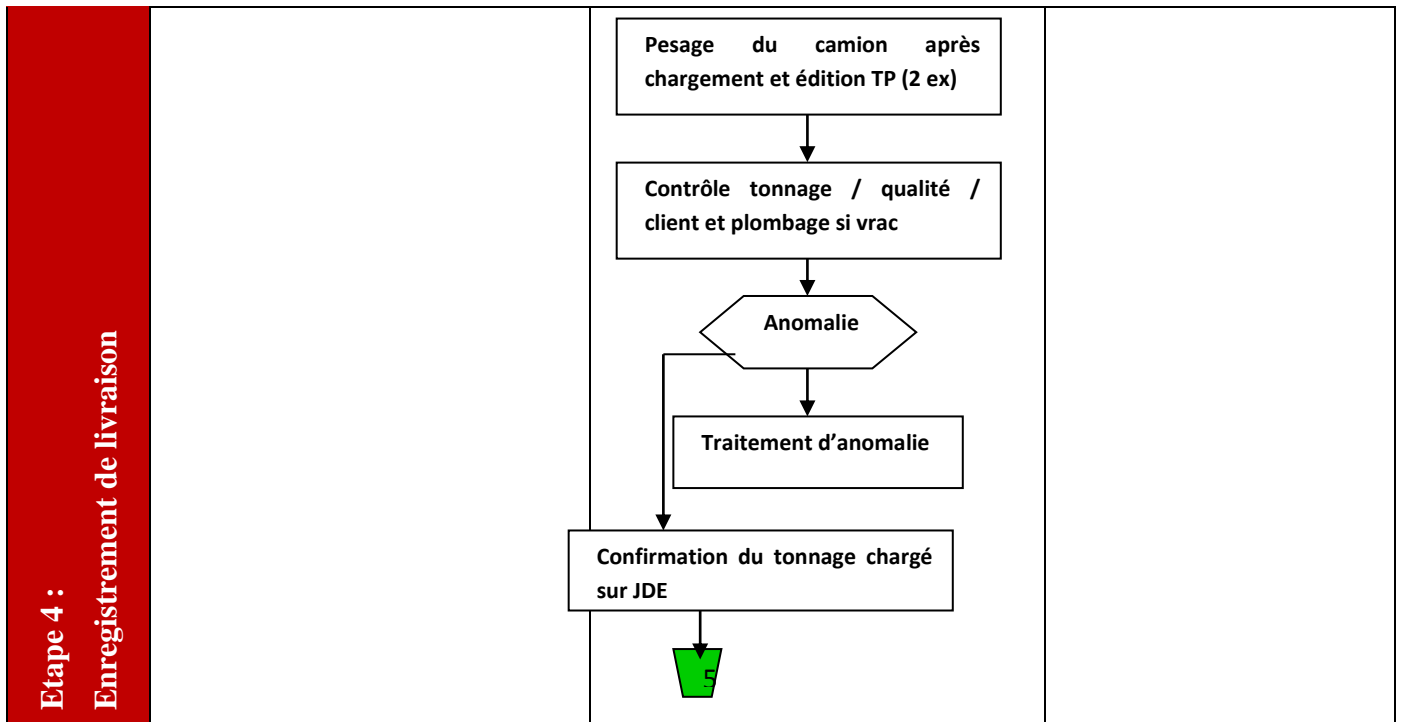 Etape 4 :
Enregistrement de livraison
Pesage du camion après
chargement et édition TP (2 ex)
Contrôle tonnage / qualité /
client et plombage si vrac
Anomalie
Traitement d’anomalie
Confirmation du tonnage chargé
sur JDE
5